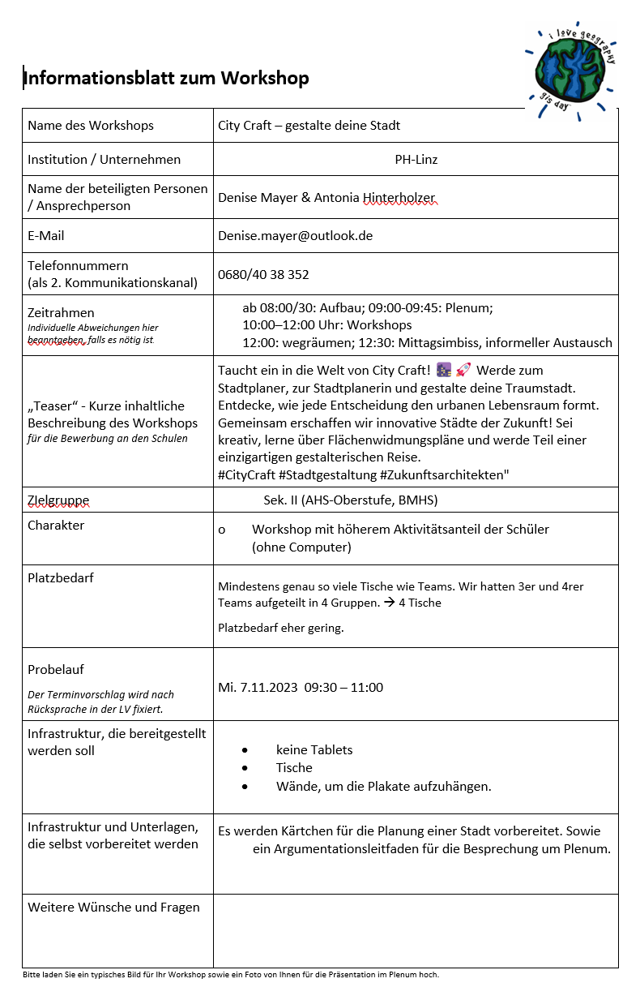 i love geography
gis day
Informationsblatt zum Workshop
Name des Workshops
City Craft – gestalte deine Stadt
Institution / Unternehmen
PH-Linz
Name der beteiligten Personen
/ Ansprechperson
Denise Mayer & Antonia Hinterholzer
E-Mail
Denise.mayer@outlook.de
Telefonnummern
(als 2. Kommunikationskanal)
0680/40 38 352
Zeitrahmen
Individuelle Abweichungen hier
beanntgeben, falls es nötig ist.
ab 08:00/30: Aufbau; 09:00-09:45: Plenum;
10:00–12:00 Uhr: Workshops
12:00: wegräumen; 12:30: Mittagsimbiss, informeller Austausch
„Teaser“ - Kurze inhaltliche
Beschreibung des Workshops
für die Bewerbung an den Schulen
Taucht ein in die Welt von City Craft! 🌆 🚀 Werde zum
Stadtplaner, zur Stadtplanerin und gestalte deine Traumstadt.
Entdecke, wie jede Entscheidung den urbanen Lebensraum formt.
Gemeinsam erschaffen wir innovative Städte der Zukunft! Sei
kreativ, lerne über Flächenwidmungspläne und werde Teil einer
einzigartigen gestalterischen Reise.
#CityCraft #Stadtgestaltung #Zukunftsarchitekten"
ZIelgruppe
Sek. II (AHS-Oberstufe, BMHS)
Charakter
o Workshop mit höherem Aktivitätsanteil der Schüler
(ohne Computer)
Platzbedarf
Mindestens genau so viele Tische wie Teams. Wir hatten 3er und 4rer
Teams aufgeteilt in 4 Gruppen. → 4 Tische
Platzbedarf eher gering.
Probelauf
Der Terminvorschlag wird nach
Rücksprache in der LV fixiert.
Mi. 7.11.2023 09:30 – 11:00
Infrastruktur, die bereitgestellt
werden soll
• keine Tablets
• Tische
• Wände, um die Plakate aufzuhängen.
Infrastruktur und Unterlagen,
die selbst vorbereitet werden
Es werden Kärtchen für die Planung einer Stadt vorbereitet. Sowie
ein Argumentationsleitfaden für die Besprechung um Plenum.
Weitere Wünsche und Fragen
Bitte laden Sie ein typisches Bild für Ihr Workshop sowie ein Foto von Ihnen für die Präsentation im Plenum hoch.